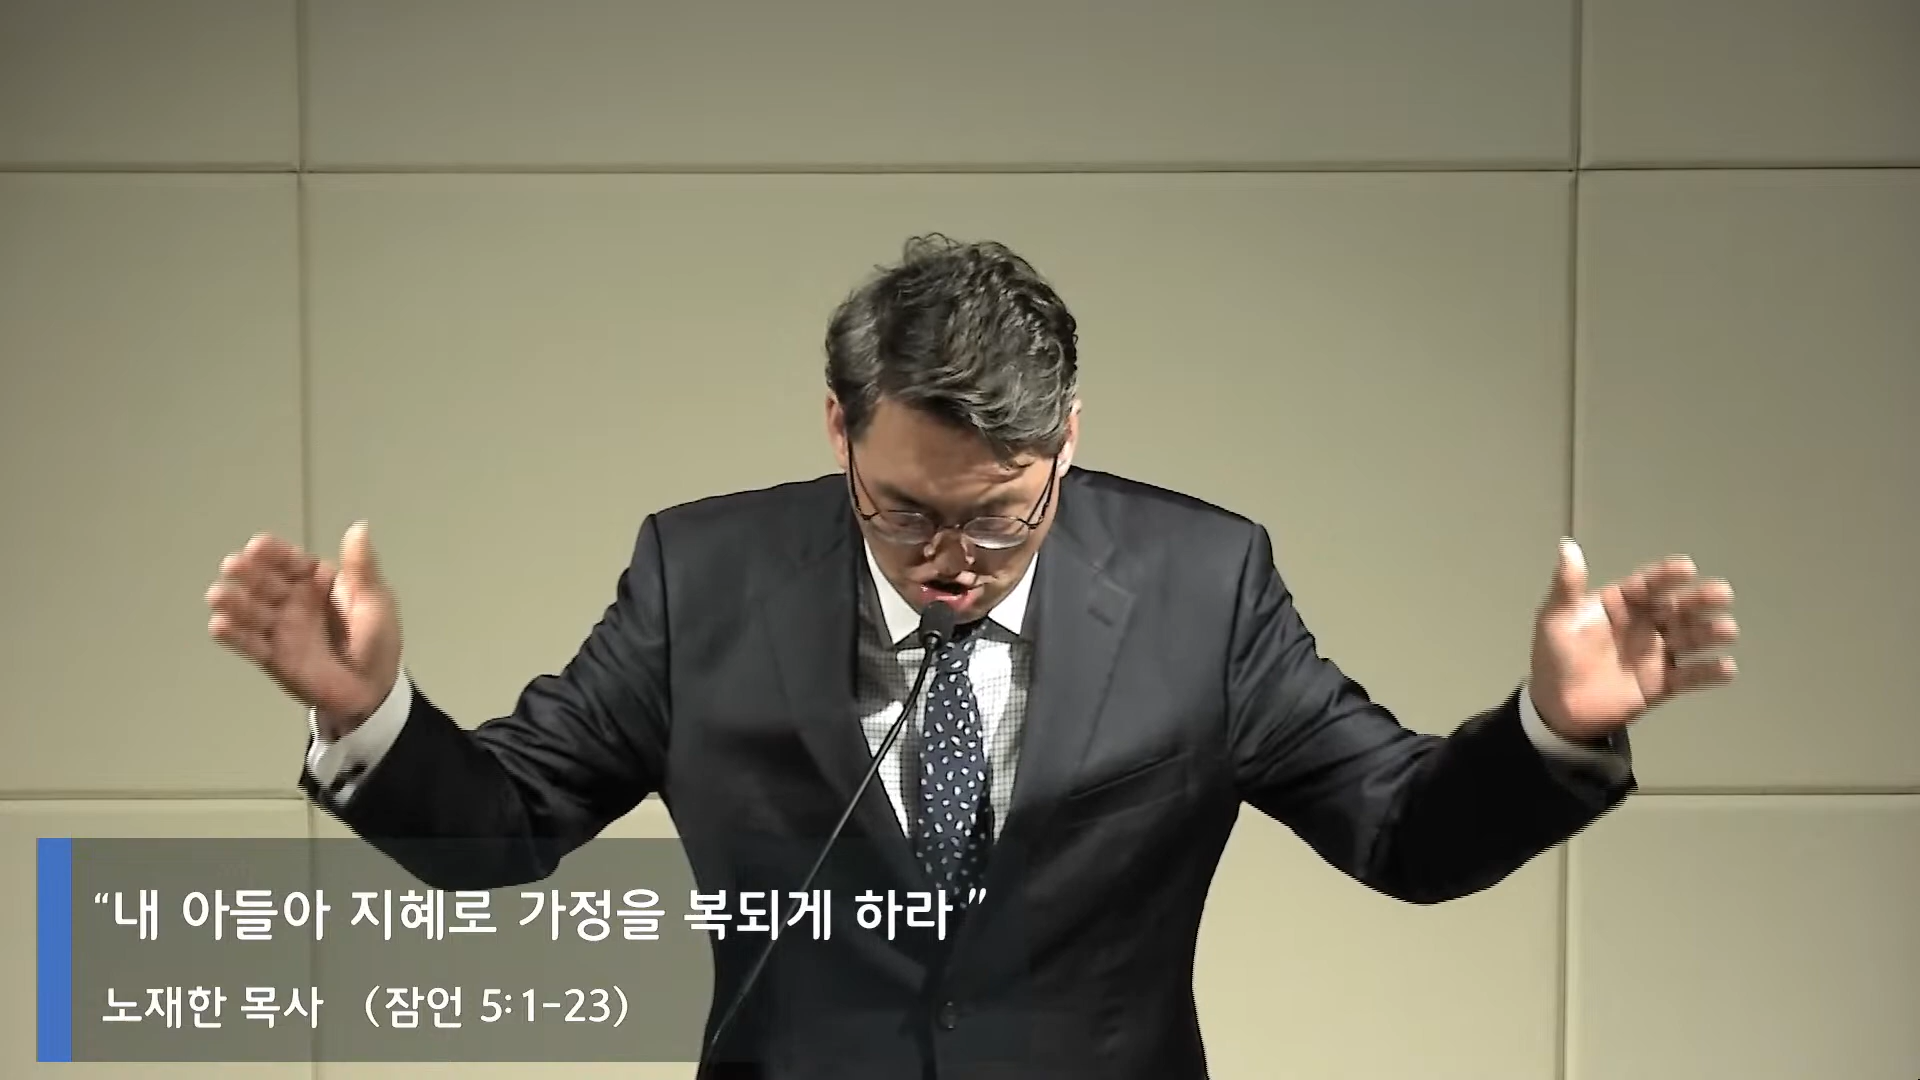 “내 아들아 지혜로 가정을 복되게 하라”
노재한 목사 (잠언 5:1-23)